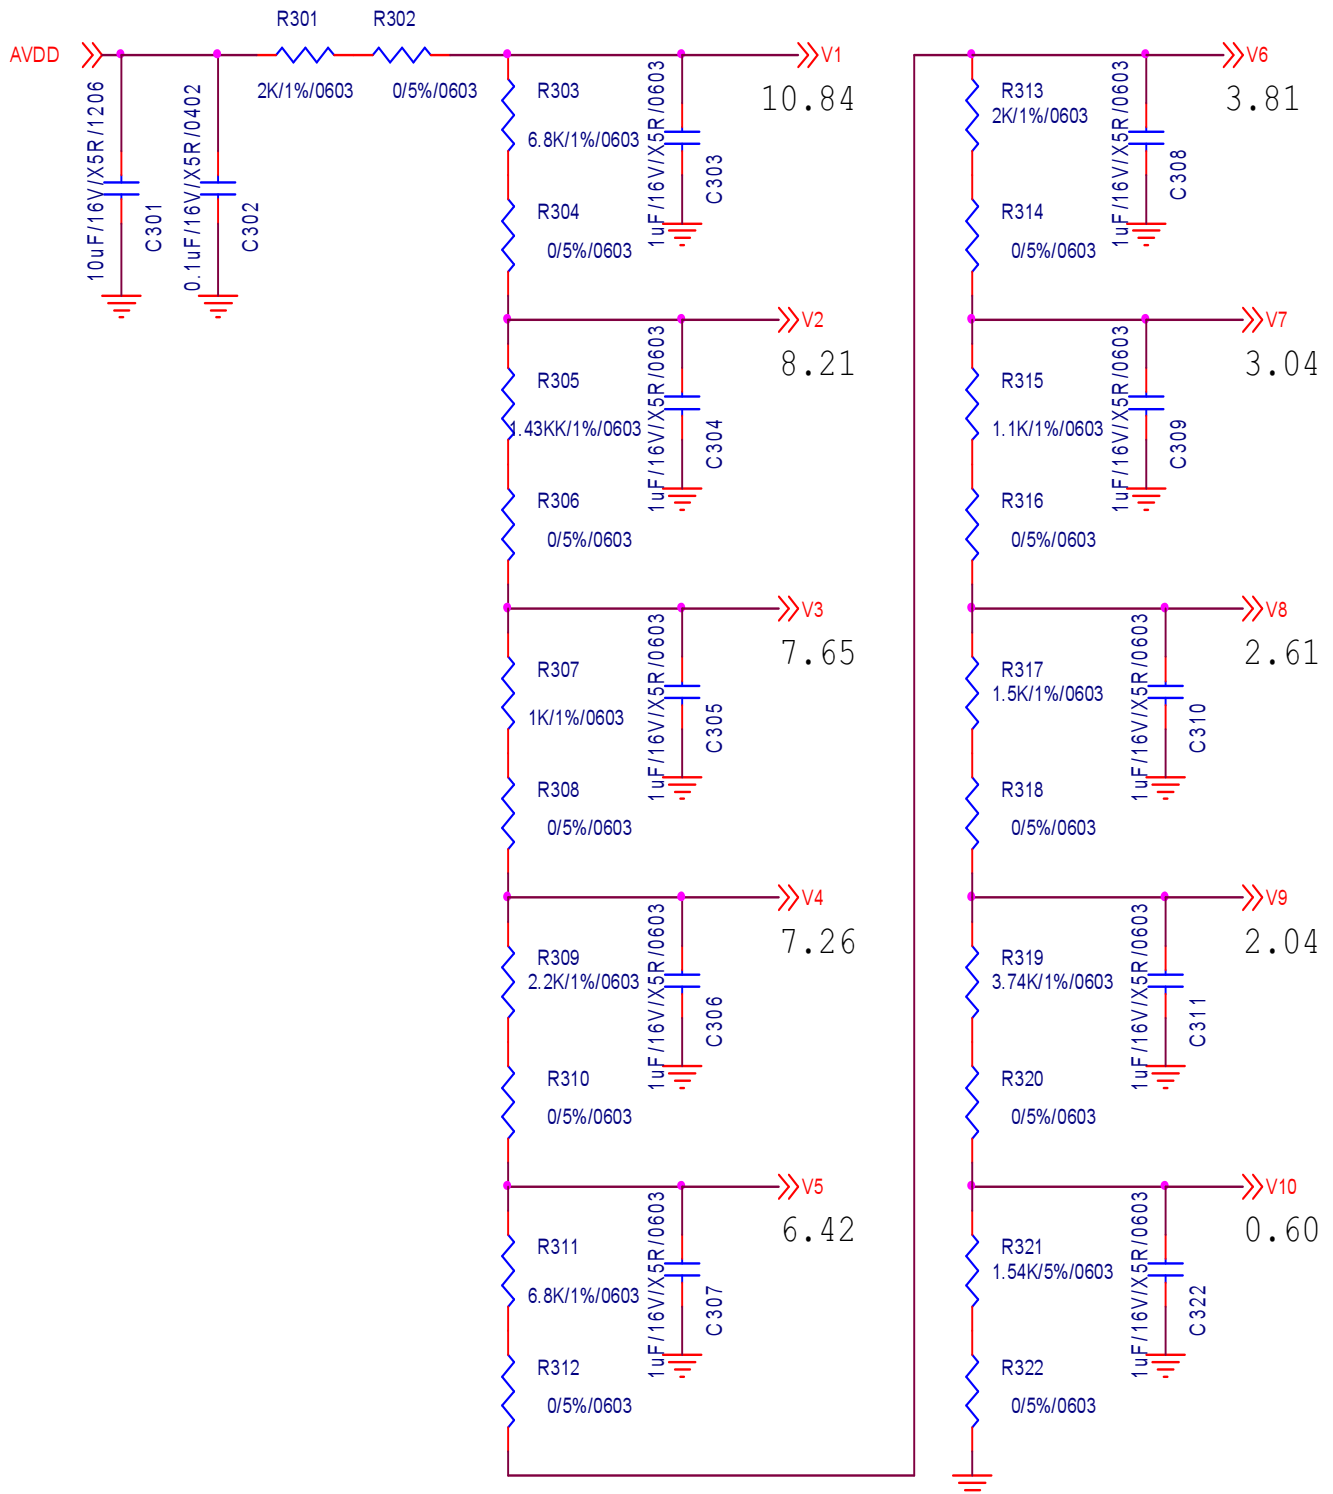 R301
R302
AVDD
2K/1%/0603
0/5%/0603
10uF/16V/X5R/1206
C301
0.1uF/16V/X5R/0402
C302
V1
10.84
R303
6.8K/1%/0603
1uF/16V/X5R/0603
C303
R304
0/5%/0603
V2
8.21
R305
1.43KK/1%/0603
1uF/16V/X5R/0603
C304
R306
0/5%/0603
V3
7.65
R307
1K/1%/0603
1uF/16V/X5R/0603
C305
R308
0/5%/0603
V4
7.26
R309
2.2K/1%/0603
1uF/16V/X5R/0603
C306
R310
0/5%/0603
V5
6.42
R311
6.8K/1%/0603
1uF/16V/X5R/0603
C307
R312
0/5%/0603
V6
3.81
R313
2K/1%/0603
1uF/16V/X5R/0603
C308
R314
0/5%/0603
V7
3.04
R315
1.1K/1%/0603
1uF/16V/X5R/0603
C309
R316
0/5%/0603
V8
2.61
R317
1.5K/1%/0603
1uF/16V/X5R/0603
C310
R318
0/5%/0603
V9
2.04
R319
3.74K/1%/0603
1uF/16V/X5R/0603
C311
R320
0/5%/0603
V10
0.60
R321
1.54K/5%/0603
1uF/16V/X5R/0603
C322
R322
0/5%/0603